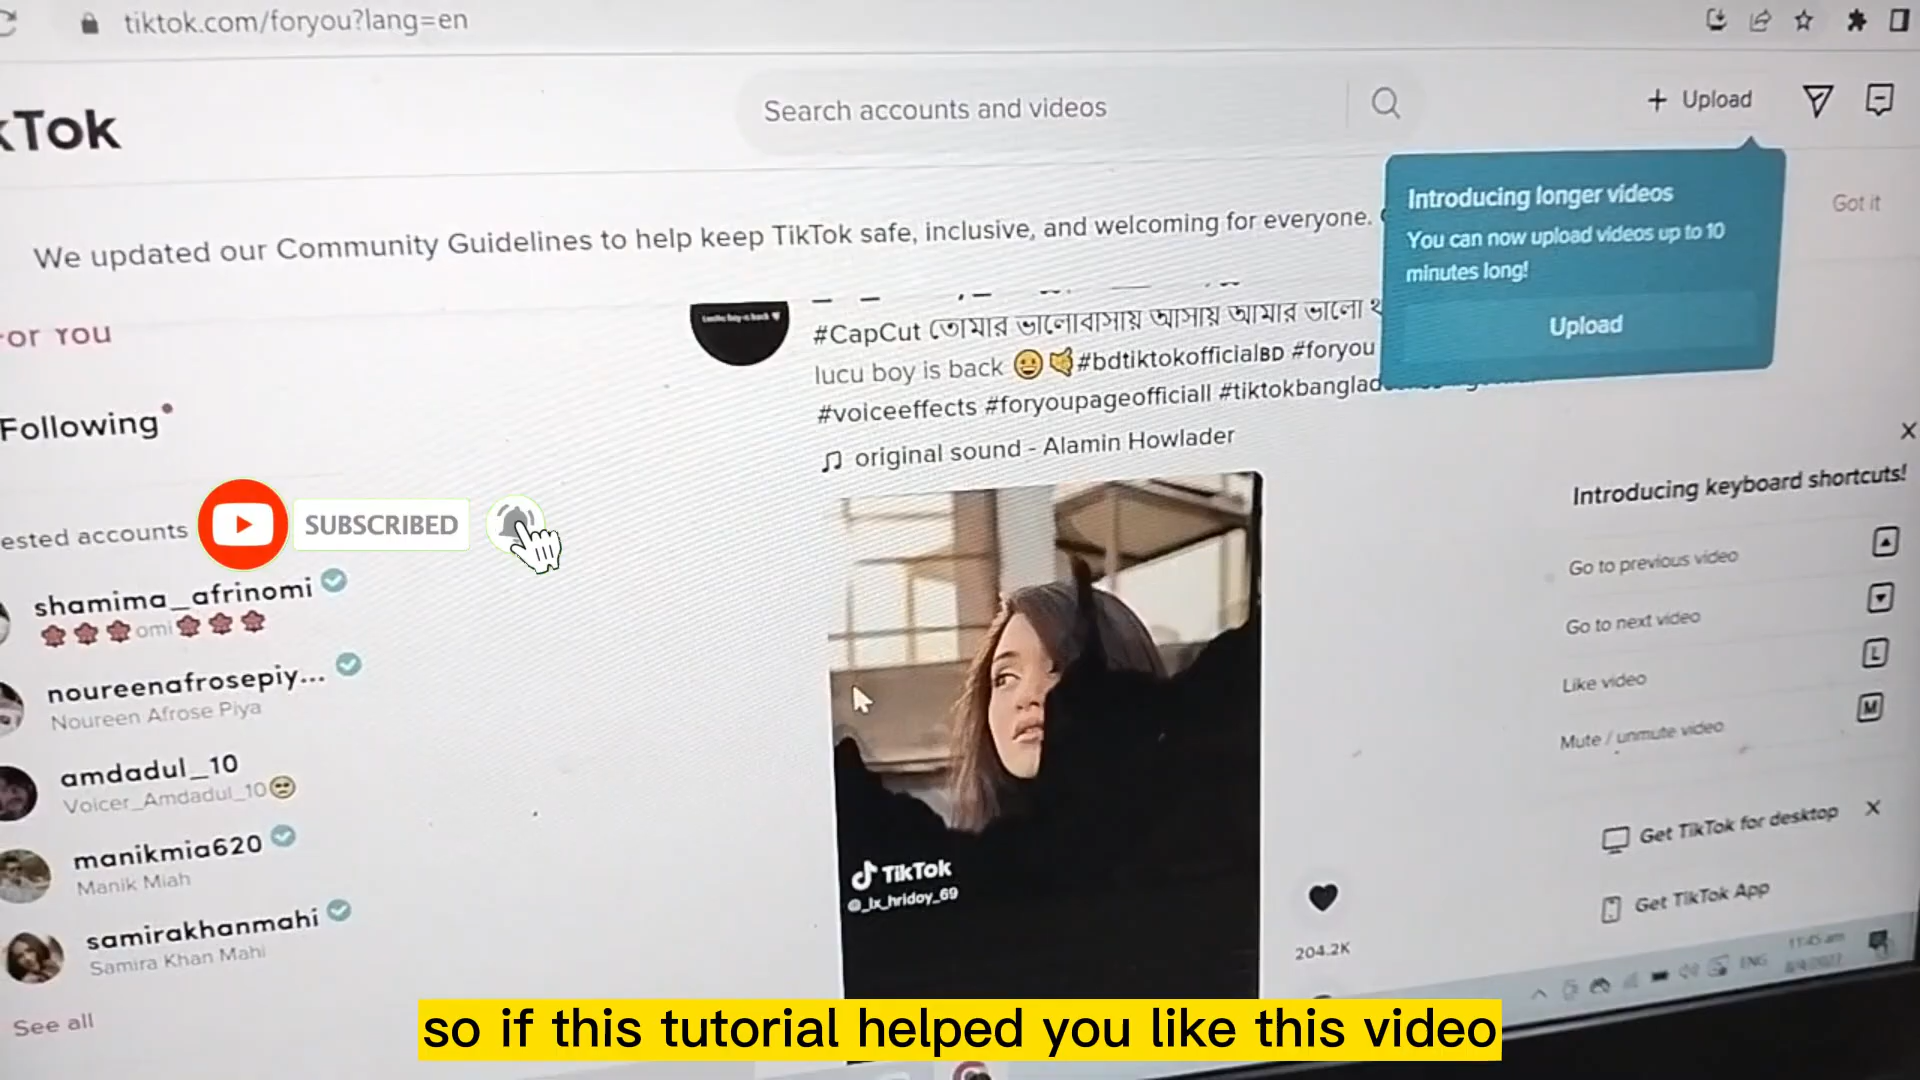 tiktok.com/foryou?lang=en
kTok
Search accounts and videos
+ Upload
Introducing longer videos
You can now upload videos up to 10
minutes long!
Upload
Got it
We updated our Community Guidelines to help keep TikTok safe, inclusive, and welcoming for everyone.
For You
Following
#CapCut তোমার ভালোবাসায় আসায় আমার ভালো
lucu boy is back 😀🤙#bdtiktokofficialBD #foryou
#voiceeffects #foryoupageofficiall #tiktokbanglad
original sound - Alamin Howlader
ested accounts
SUBSCRIBED
shamima_afrinomi
omi
noureenafrosepiy...
Noureen Afrose Piya
amdadul_10
Voicer_Amdadul_10🥺
manikmia620
Manik Miah
samirakhanmahi
Samira Khan Mahi
See all
TikTok
@_lx_hridoy_69
204.2K
Introducing keyboard shortcuts!
Go to previous video
Go to next video
Like video L
Mute / unmute video M
Get TikTok for desktop
Get TikTok App
ENG
11:45 am
so if this tutorial helped you like this video